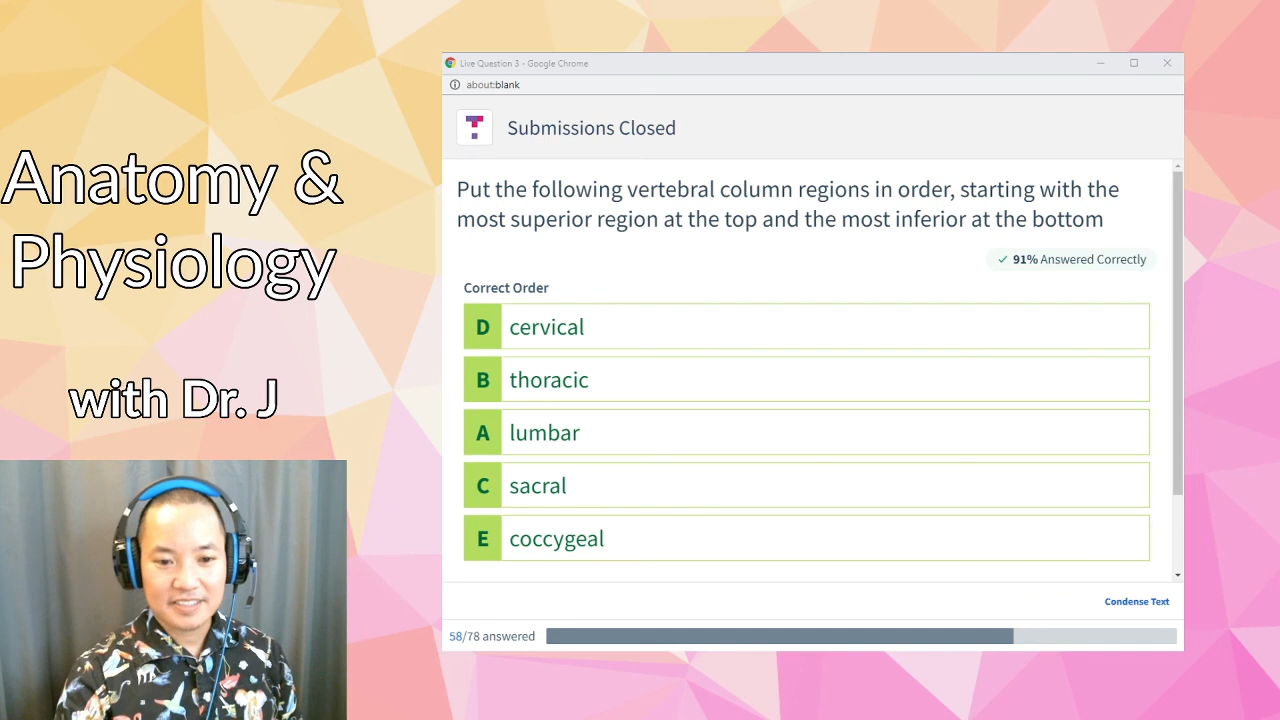 Anatomy &
Physiology
with Dr. J
Live Question 3 - Google Chrome
about:blank
Submissions Closed
Put the following vertebral column regions in order, starting with the
most superior region at the top and the most inferior at the bottom
91% Answered Correctly
Correct Order
D cervical
B thoracic
A lumbar
C sacral
E coccygeal
Condense Text
58/78 answered